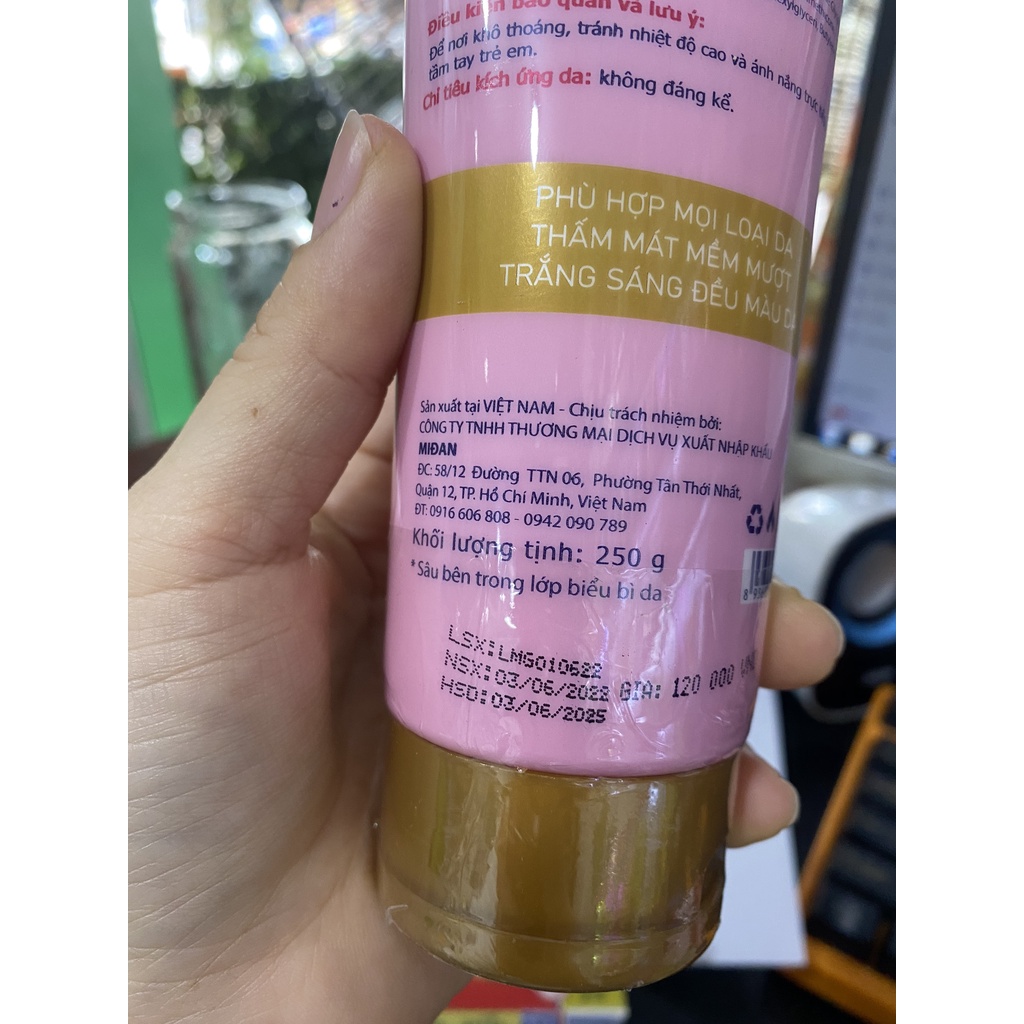 Điều kiện bảo quản và lưu ý:
Để nơi khô thoáng, tránh nhiệt độ cao và ánh nắng trực
tầm tay trẻ em.
Chỉ tiêu kích ứng da: không đáng kể.
PHÙ HỢP MỌI LOẠI DA
THẤM MÁT MỀM MƯỢT
TRẮNG SÁNG ĐỀU MÀU DA
Sản xuất tại VIỆT NAM - Chịu trách nhiệm bởi:
CÔNG TY TNHH THƯƠNG MẠI DỊCH VỤ XUẤT NHẬP KHẨU
MIĐAN
ĐC: 58/12 Đường TTN 06, Phường Tân Thới Nhất,
Quận 12, TP. Hồ Chí Minh, Việt Nam
ĐT: 0916 606 808 - 0942 090 789
Khối lượng tịnh: 250 g
*Sâu bên trong lớp biểu bì da
LSX:LMG010622
NSX:03/06/2022 GIA: 120 000 VND
HSD:03/06/2025